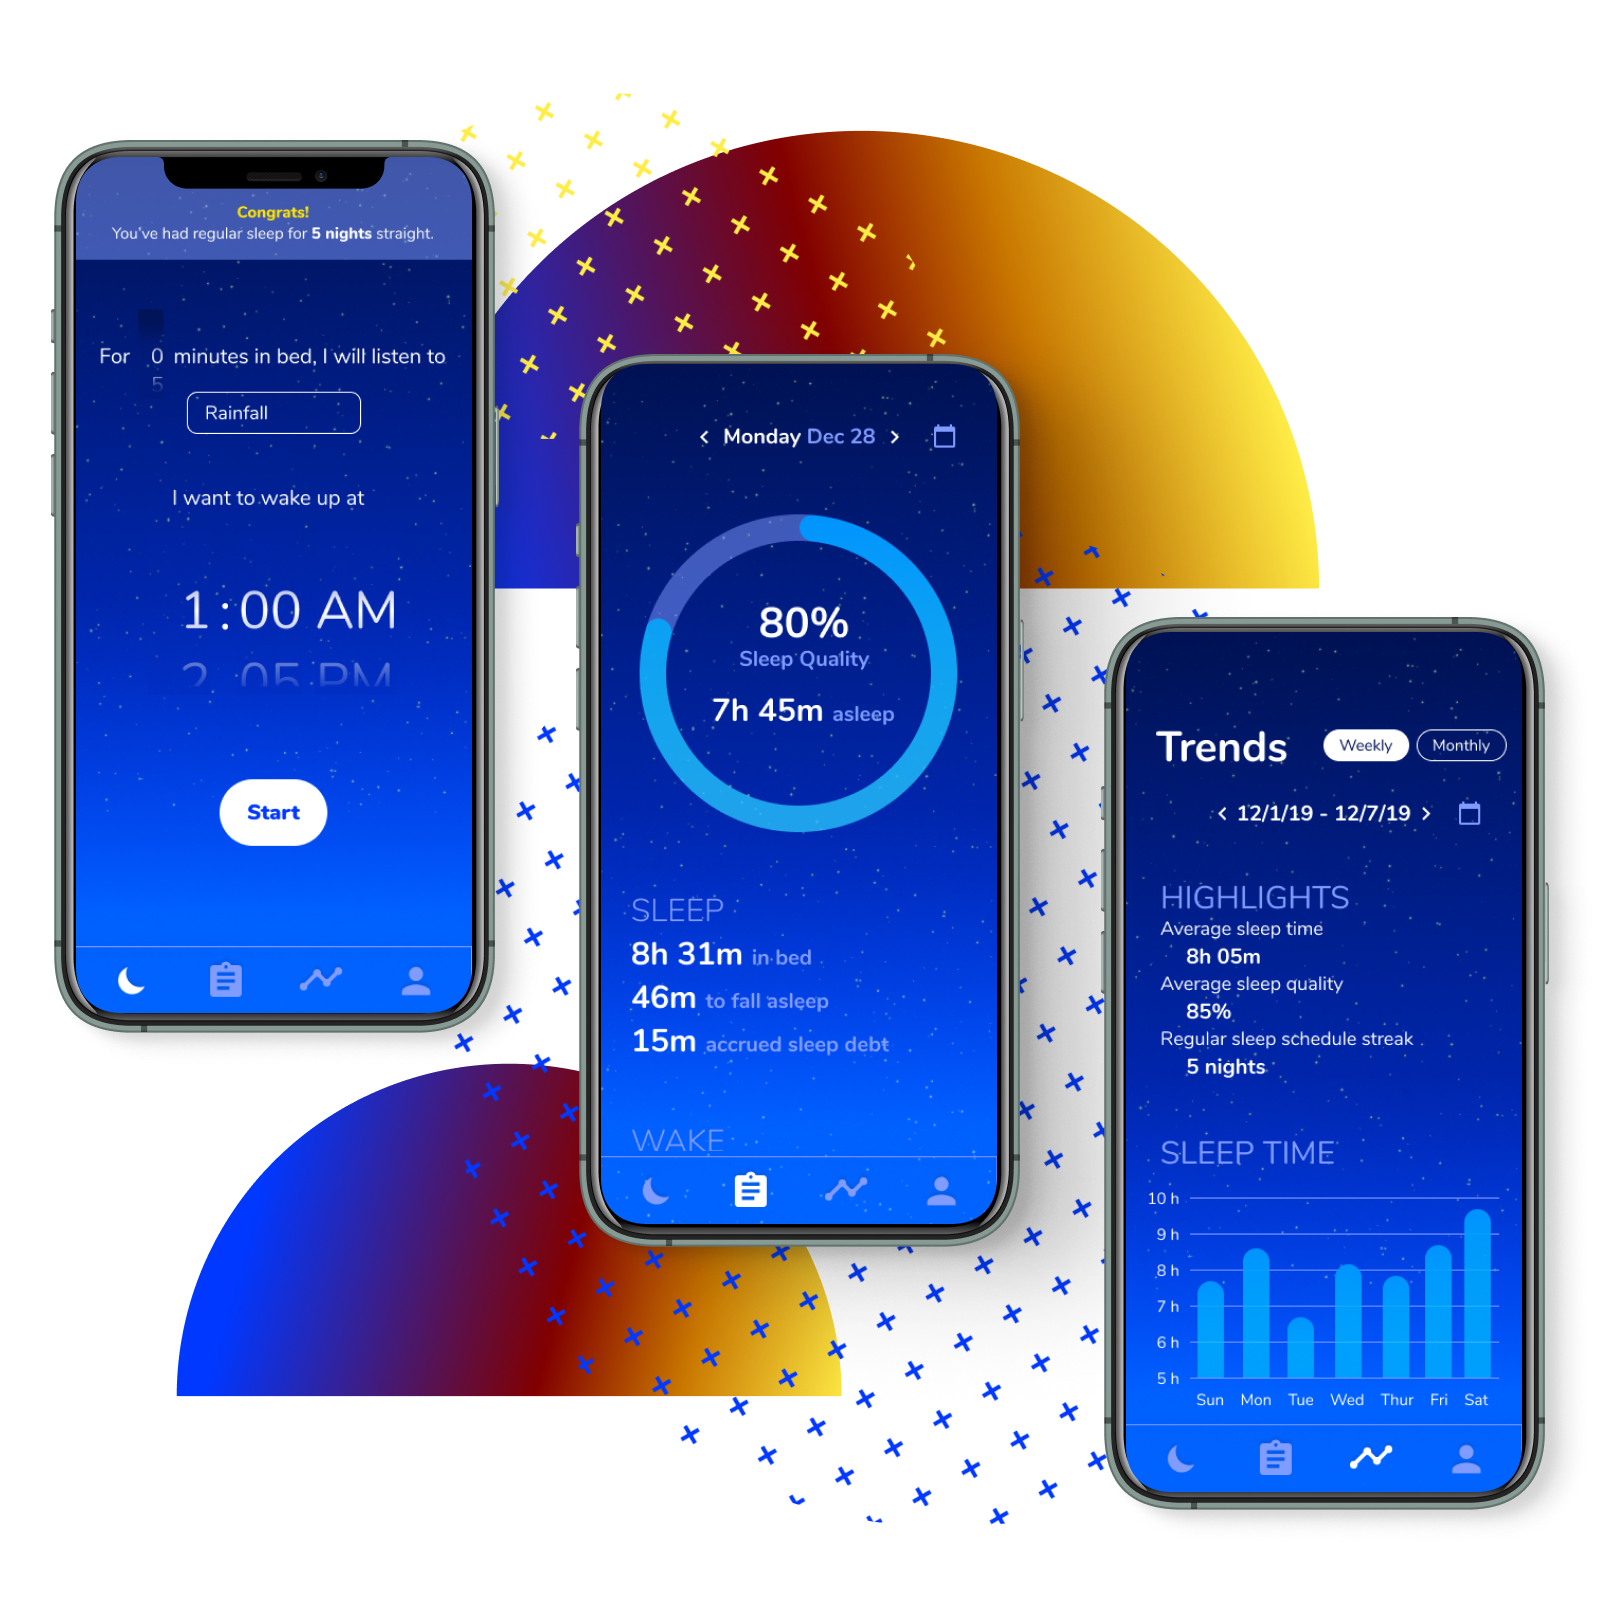 Congrats!
You've had regular sleep for 5 nights straight.
For 0 minutes in bed, I will listen to
5
Rainfall
I want to wake up at
1:00 AM
2 05 PM
Start
Monday Dec 28
80%
Sleep Quality
7h 45m asleep
SLEEP
8h 31m in bed
46m to fall asleep
15m accrued sleep debt
WAKE
Trends
Weekly
Monthly
12/1/19 - 12/7/19
HIGHLIGHTS
Average sleep time
8h 05m
Average sleep quality
85%
Regular sleep schedule streak
5 nights
SLEEP TIME
10 h
9 h
8 h
7 h
6 h
5 h
Sun Mon Tue Wed Thur Fri Sat